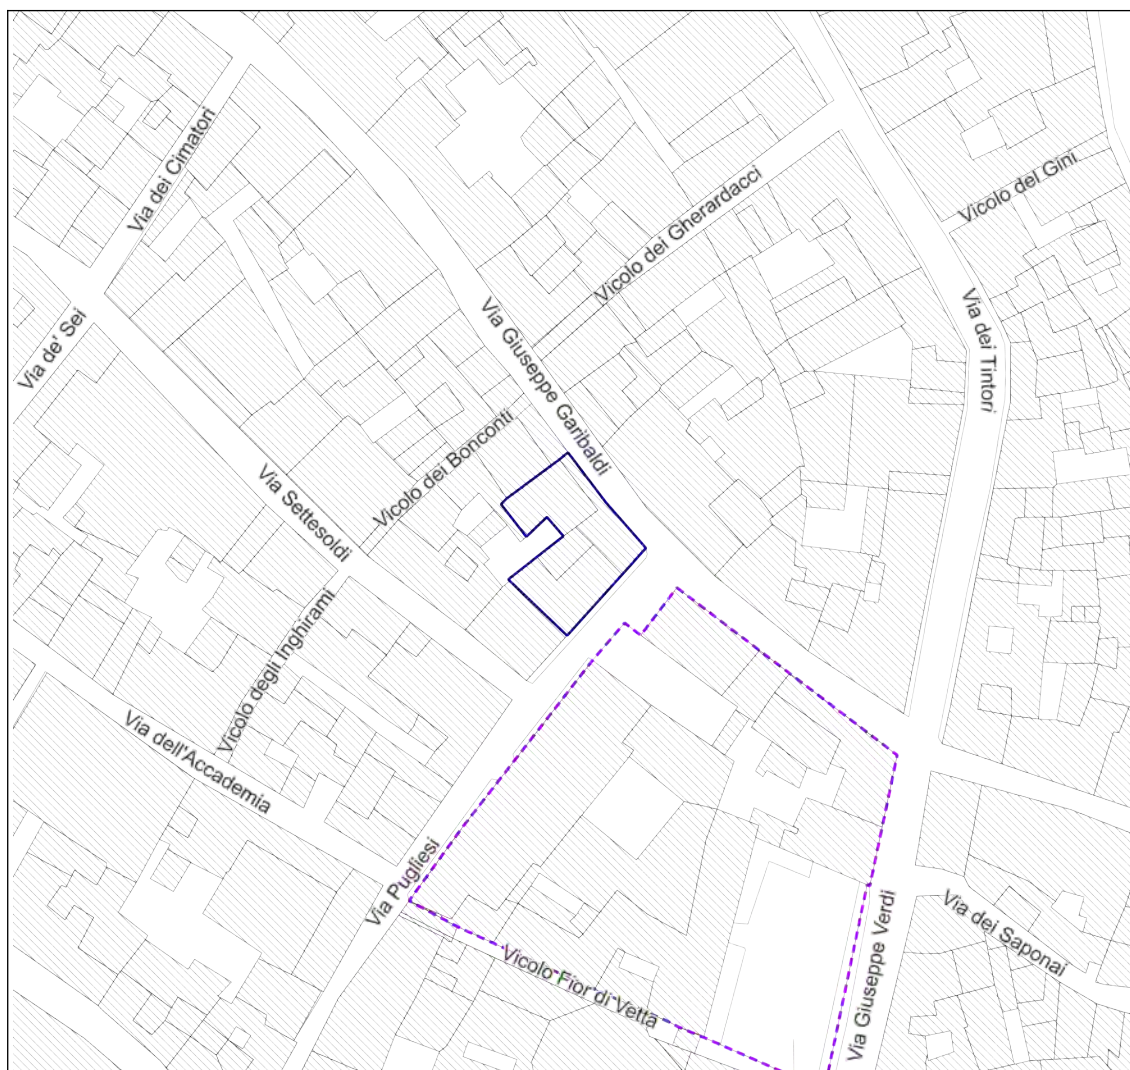 Via dei Cimatori
Vicolo dei Gini
Vicolo dei Gherardacci
Via de' Sei
Via Giuseppe Garibaldi
Via dei Tintori
Vicolo dei Bonconti
Via Settesoldi
Vicolo degli Inghirami
Via dell'Accademia
Via Pugliesi
Via dei Saponai
Via Giuseppe Verdi
Vicolo Fior di Vetta